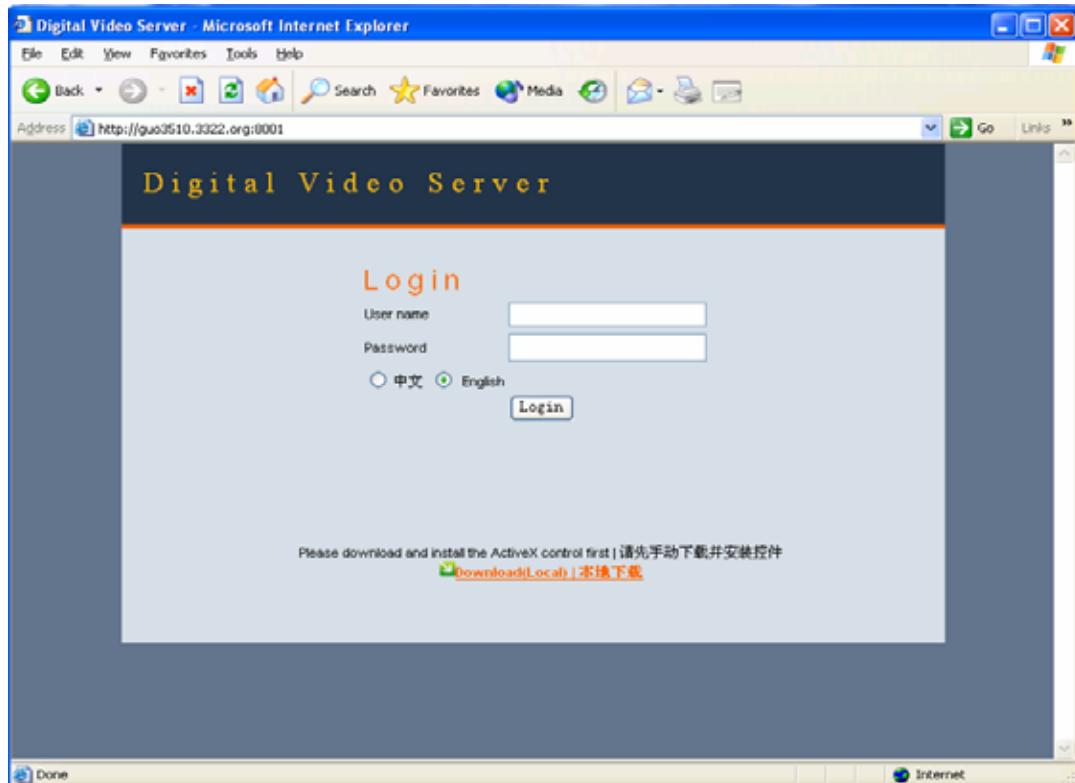 Digital Video Server - Microsoft Internet Explorer
File Edit View Favorites Tools Help
Back Search Favorites Media
Address http://guo3510.3322.org:8001 Go Links »
Digital Video Server
Login
User name
Password
中文 English
Login
Please download and install the ActiveX control first | 请先手动下载并安装控件
Download(Local) | 本地下载
Done Internet